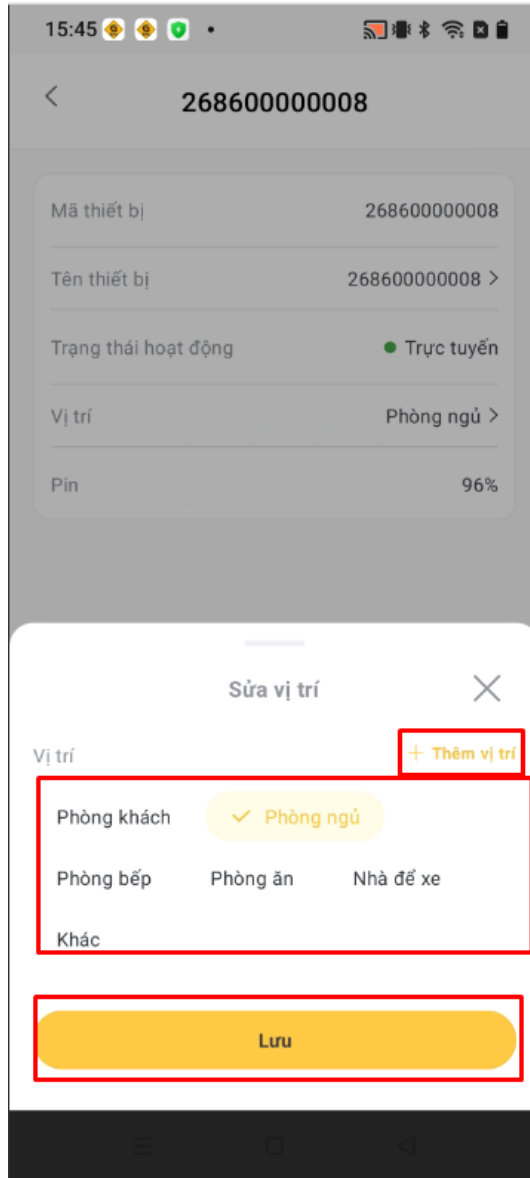 15:45
268600000008
Mã thiết bị 268600000008
Tên thiết bị 268600000008
Trạng thái hoạt động Trực tuyến
Vị trí Phòng ngủ
Pin 96%
Sửa vị trí
Vị trí + Thêm vị trí
Phòng khách Phòng ngủ
Phòng bếp Phòng ăn Nhà để xe
Khác
Lưu